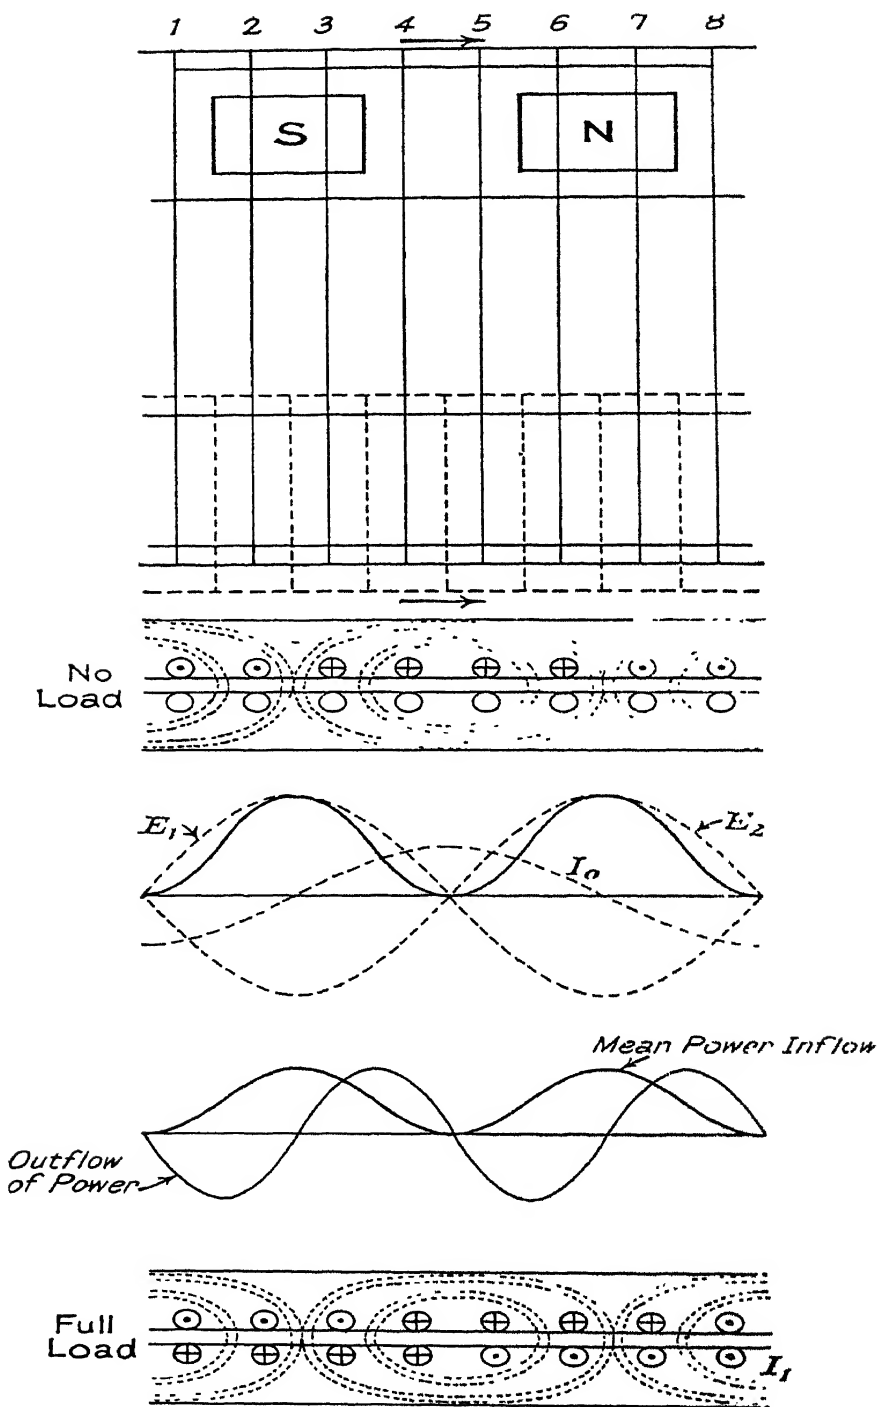 1 2 3 4 5 6 7 8
S N
No
Load
E₁ E₂
I₀
Mean Power Inflow
Outflow
of Power
Full
Load
I₁